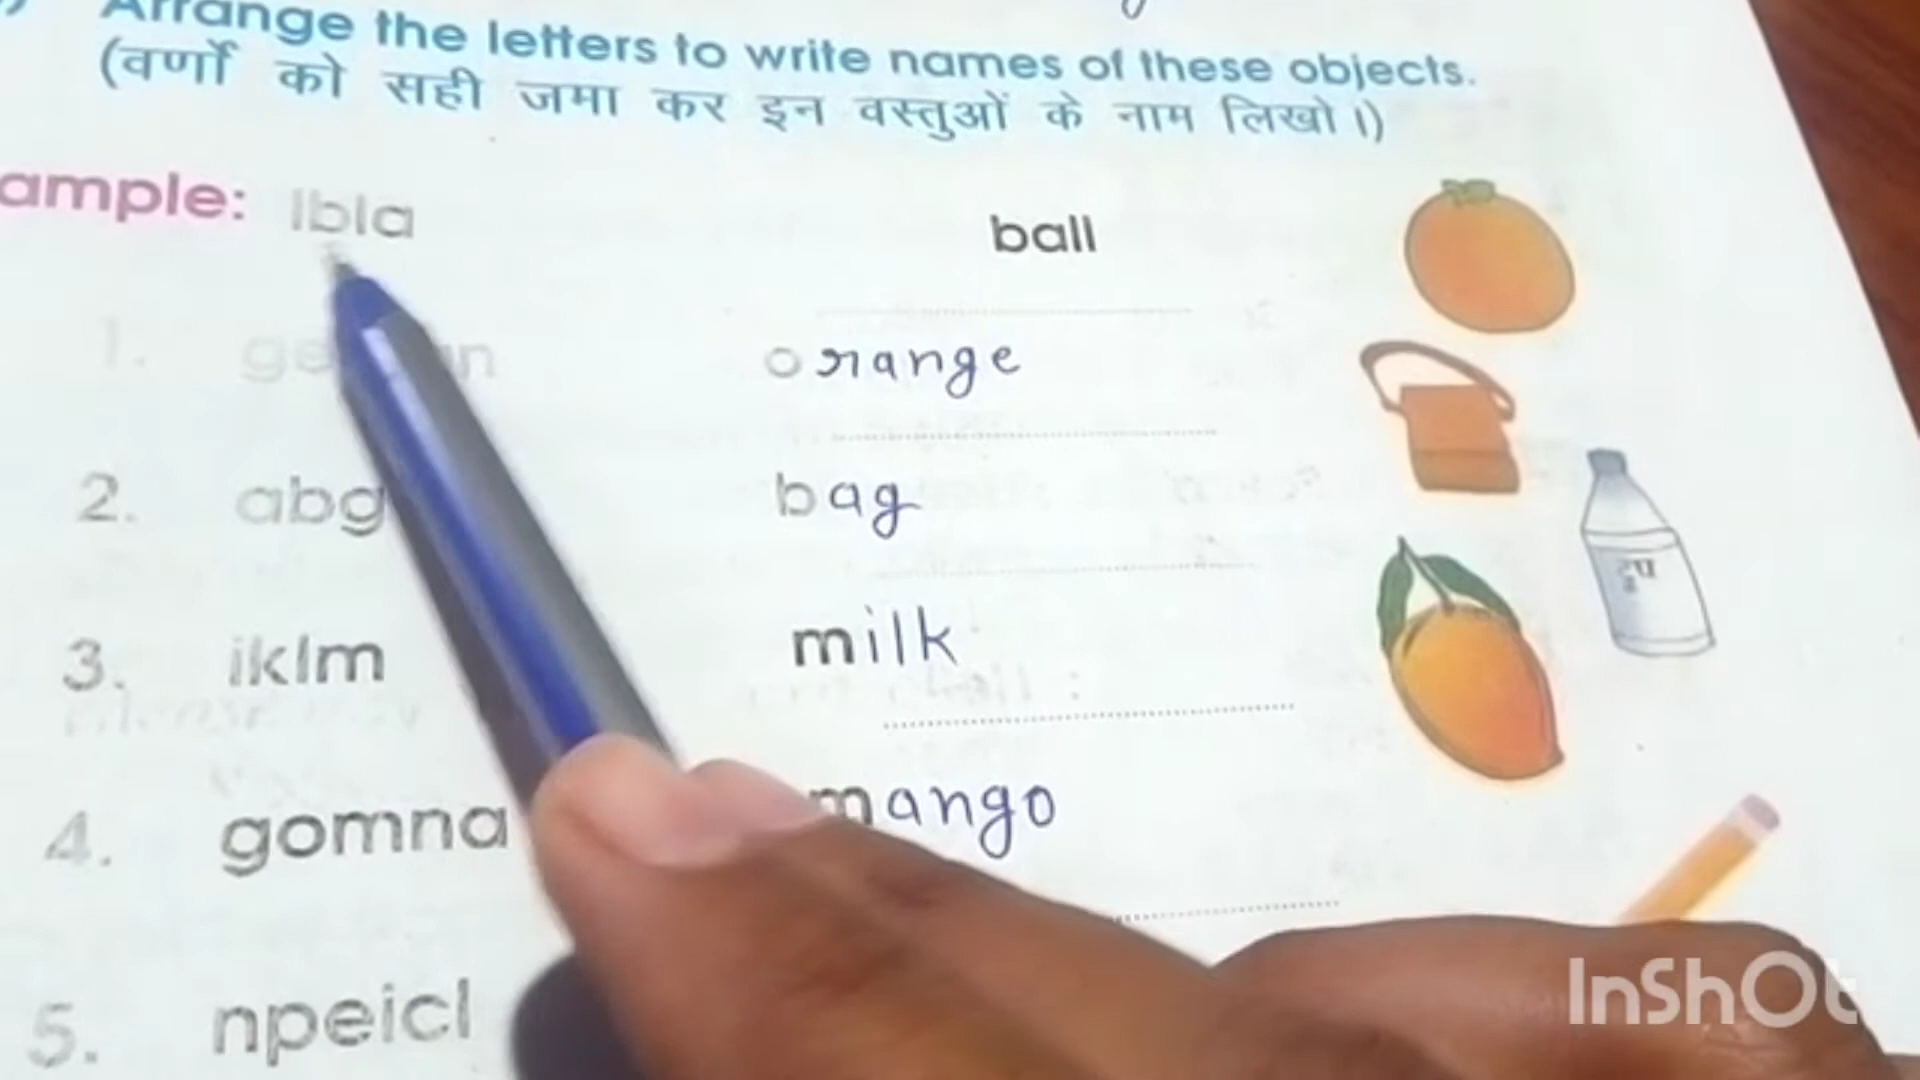 Arrange the letters to write names of these objects.
(वर्णों को सही जमा कर इन वस्तुओं के नाम लिखो।)
ample: lbla ball
1. orange
2. abg bag
3. iklm milk
दूध
4. gomna mango
5. npeicl
InShOt